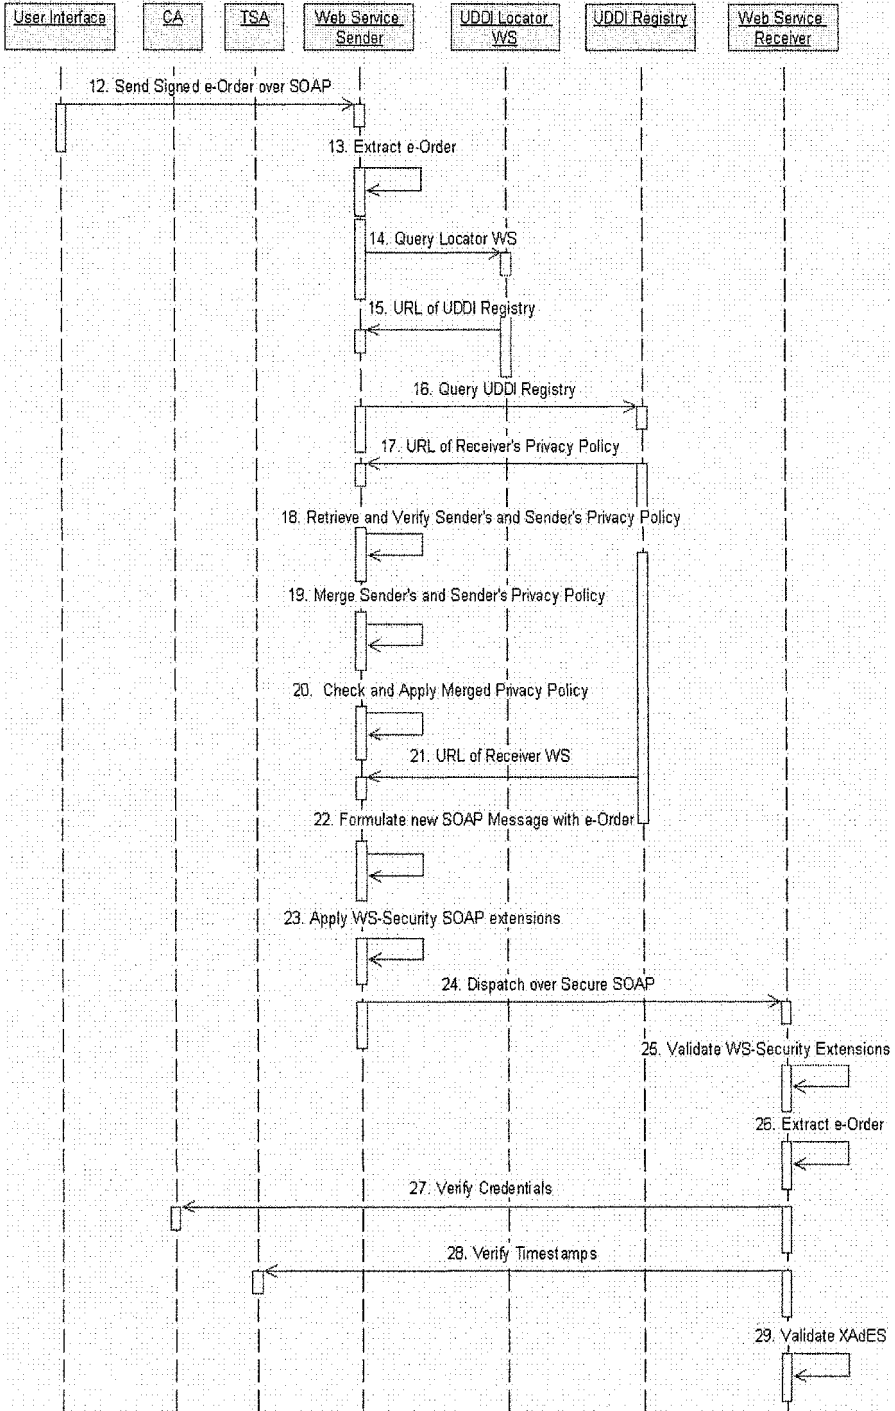 User Interface
CA
TSA
Web Service
Sender
UDDI Locator
WS
UDDI Registry
Web Service
Receiver
12. Send Signed e-Order over SOAP
13. Extract e-Order
14. Query Locator WS
15. URL of UDDI Registry
16. Query UDDI Registry
17. URL of Receiver's Privacy Policy
18. Retrieve and Verify Sender's and Sender's Privacy Policy
19. Merge Sender's and Sender's Privacy Policy
20. Check and Apply Merged Privacy Policy
21. URL of Receiver WS
22. Formulate new SOAP Message with e-Order
23. Apply WS-Security SOAP extensions
24. Dispatch over Secure SOAP
25. Validate WS-Security Extensions
26. Extract e-Order
27. Verify Credentials
28. Verify Timestamps
29. Validate XAdES